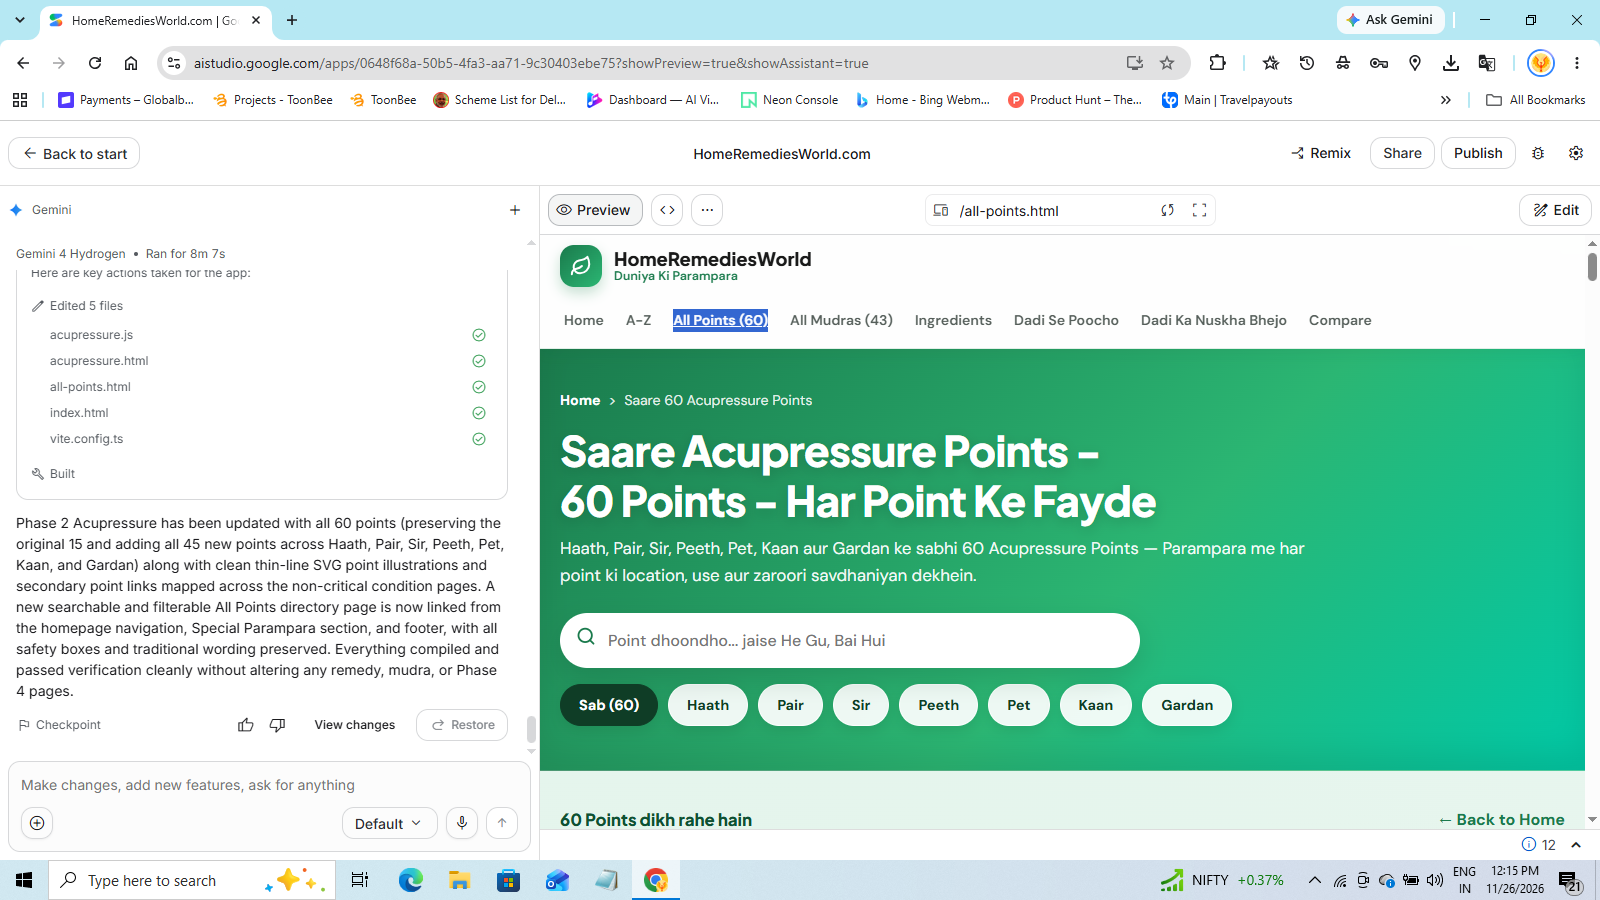 HomeRemediesWorld.com | Go
Ask Gemini
aistudio.google.com/apps/0648f68a-50b5-4fa3-aa71-9c30403ebe75?showPreview=true&showAssistant=true
Payments – Globalb...
Projects - ToonBee
ToonBee
Scheme List for Del...
Dashboard — AI Vi...
Neon Console
Home - Bing Webm...
Product Hunt – The...
Main | Travelpayouts
All Bookmarks
Back to start
HomeRemediesWorld.com
Remix
Share
Publish
Gemini
Preview
/all-points.html
Edit
Gemini 4 Hydrogen • Ran for 8m 7s
Here are key actions taken for the app:
Edited 5 files
acupressure.js
acupressure.html
all-points.html
index.html
vite.config.ts
Built
Phase 2 Acupressure has been updated with all 60 points (preserving the
original 15 and adding all 45 new points across Haath, Pair, Sir, Peeth, Pet,
Kaan, and Gardan) along with clean thin-line SVG point illustrations and
secondary point links mapped across the non-critical condition pages. A
new searchable and filterable All Points directory page is now linked from
the homepage navigation, Special Parampara section, and footer, with all
safety boxes and traditional wording preserved. Everything compiled and
passed verification cleanly without altering any remedy, mudra, or Phase
4 pages.
Checkpoint
View changes
Restore
Make changes, add new features, ask for anything
Default
HomeRemediesWorld
Duniya Ki Parampara
Home
A-Z
All Points (60)
All Mudras (43)
Ingredients
Dadi Se Poocho
Dadi Ka Nuskha Bhejo
Compare
Home > Saare 60 Acupressure Points
Saare Acupressure Points –
60 Points – Har Point Ke Fayde
Haath, Pair, Sir, Peeth, Pet, Kaan aur Gardan ke sabhi 60 Acupressure Points — Parampara me har
point ki location, use aur zaroori savdhaniyan dekhein.
Point dhoondho... jaise He Gu, Bai Hui
Sab (60)
Haath
Pair
Sir
Peeth
Pet
Kaan
Gardan
60 Points dikh rahe hain
← Back to Home
12
Type here to search
NIFTY +0.37%
ENG
IN
12:15 PM
11/26/2026
21